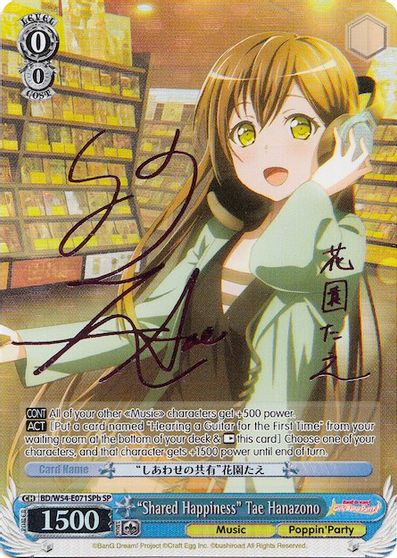 LEVEL
0
0
COST
花園たえ
CONT All of your other «Music» characters get +500 power.
ACT [Put a card named "Hearing a Guitar for the First Time" from your
waiting room at the bottom of your deck & this card] Choose one of
your characters, and that character gets +1500 power until end of turn.
Card Name
"しあわせの共有"花園たえ
CH BD/W54-E071SPb SP
"Shared Happiness" Tae Hanazono
POWER
1500
Music
Poppin'Party
©BanG Dream! Project ©Craft Egg Inc. ©bushiroad All Rights Reserved.